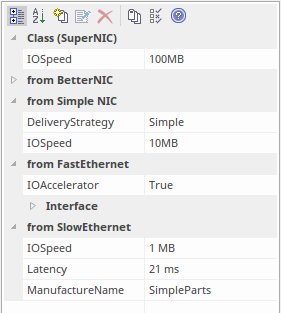 Class (SuperNIC)
IOSpeed 100MB
from BetterNIC
from Simple NIC
DeliveryStrategy Simple
IOSpeed 10MB
from FastEthernet
IOAccelerator True
Interface
from SlowEthernet
IOSpeed 1 MB
Latency 21 ms
ManufactureName SimpleParts